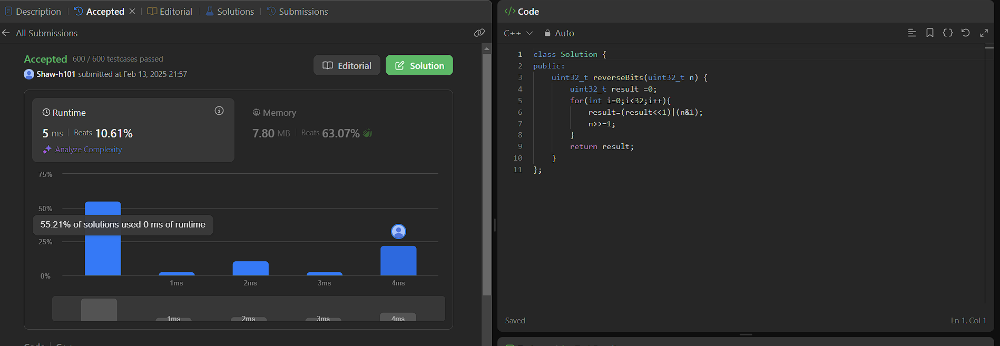 Description
Accepted
Editorial
Solutions
Submissions
All Submissions
Accepted 600 / 600 testcases passed
Shaw-h101 submitted at Feb 13, 2025 21:57
Editorial
Solution
Runtime
5 ms Beats 10.61%
Analyze Complexity
Memory
7.80 MB Beats 63.07%
75%
50%
55.21% of solutions used 0 ms of runtime
25%
0%
1ms 2ms 3ms 4ms
1ms 2ms 3ms 4ms
</> Code
C++ Auto
1 class Solution {
2 public:
3 uint32_t reverseBits(uint32_t n) {
4 uint32_t result =0;
5 for(int i=0;i<32;i++){
6 result=(result<<1)|(n&1);
7 n>>=1;
8 }
9 return result;
10 }
11 };
Saved
Ln 1, Col 1